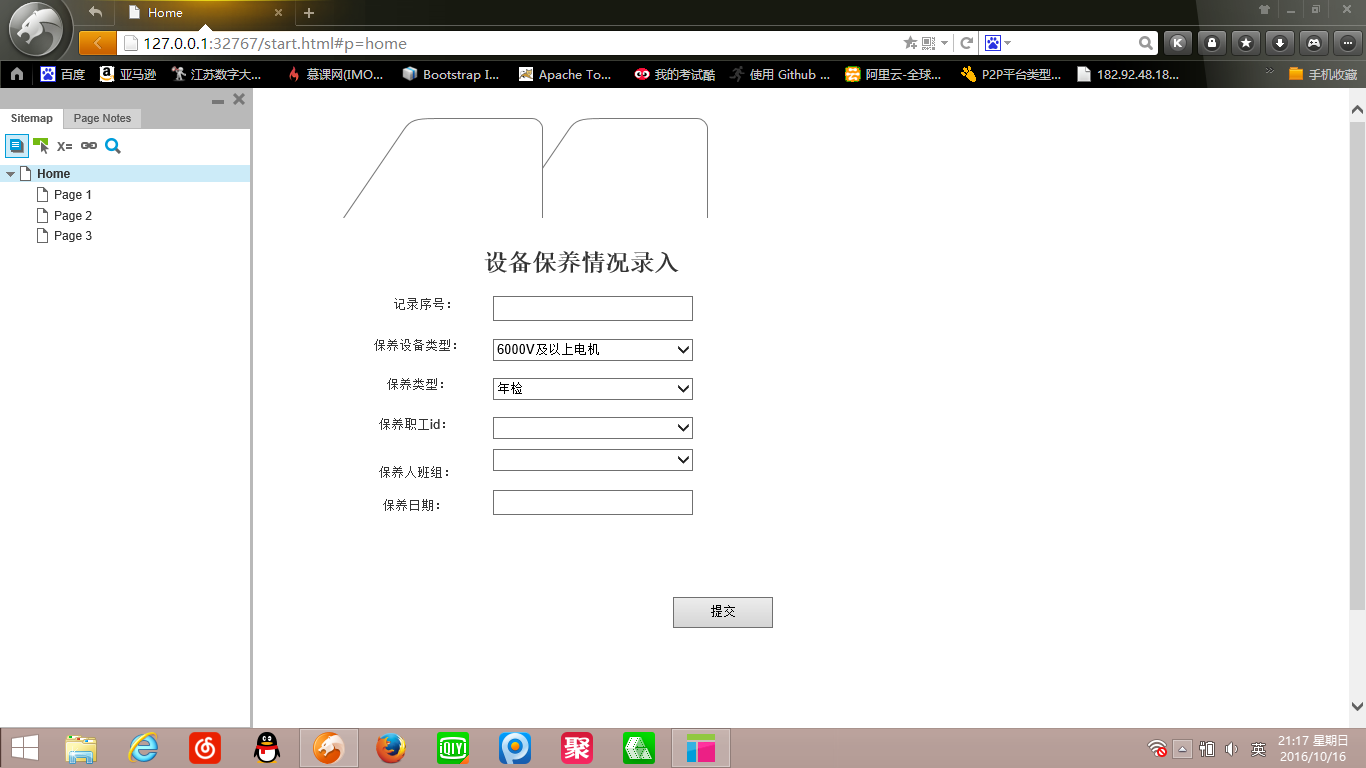 Home
127.0.0.1:32767/start.html#p=home
百度
亚马逊
江苏数字大...
慕课网(IMO...
Bootstrap I...
Apache To...
我的考试酷
使用 Github ...
阿里云-全球...
P2P平台类型...
182.92.48.18...
手机收藏
Sitemap
Page Notes
X=
Home
Page 1
Page 2
Page 3
设备保养情况录入
记录序号：
保养设备类型：
6000V及以上电机
保养类型：
年检
保养职工id：
保养人班组：
保养日期：
提交
QIYI
聚
英
21:17 星期日
2016/10/16